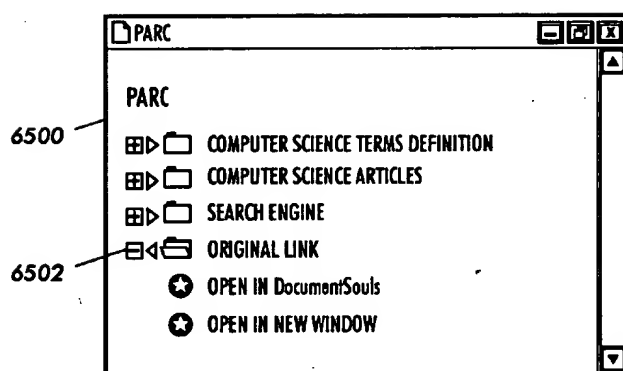 PARC
PARC
6500
COMPUTER SCIENCE TERMS DEFINITION
COMPUTER SCIENCE ARTICLES
SEARCH ENGINE
ORIGINAL LINK
6502
OPEN IN DocumentSouls
OPEN IN NEW WINDOW